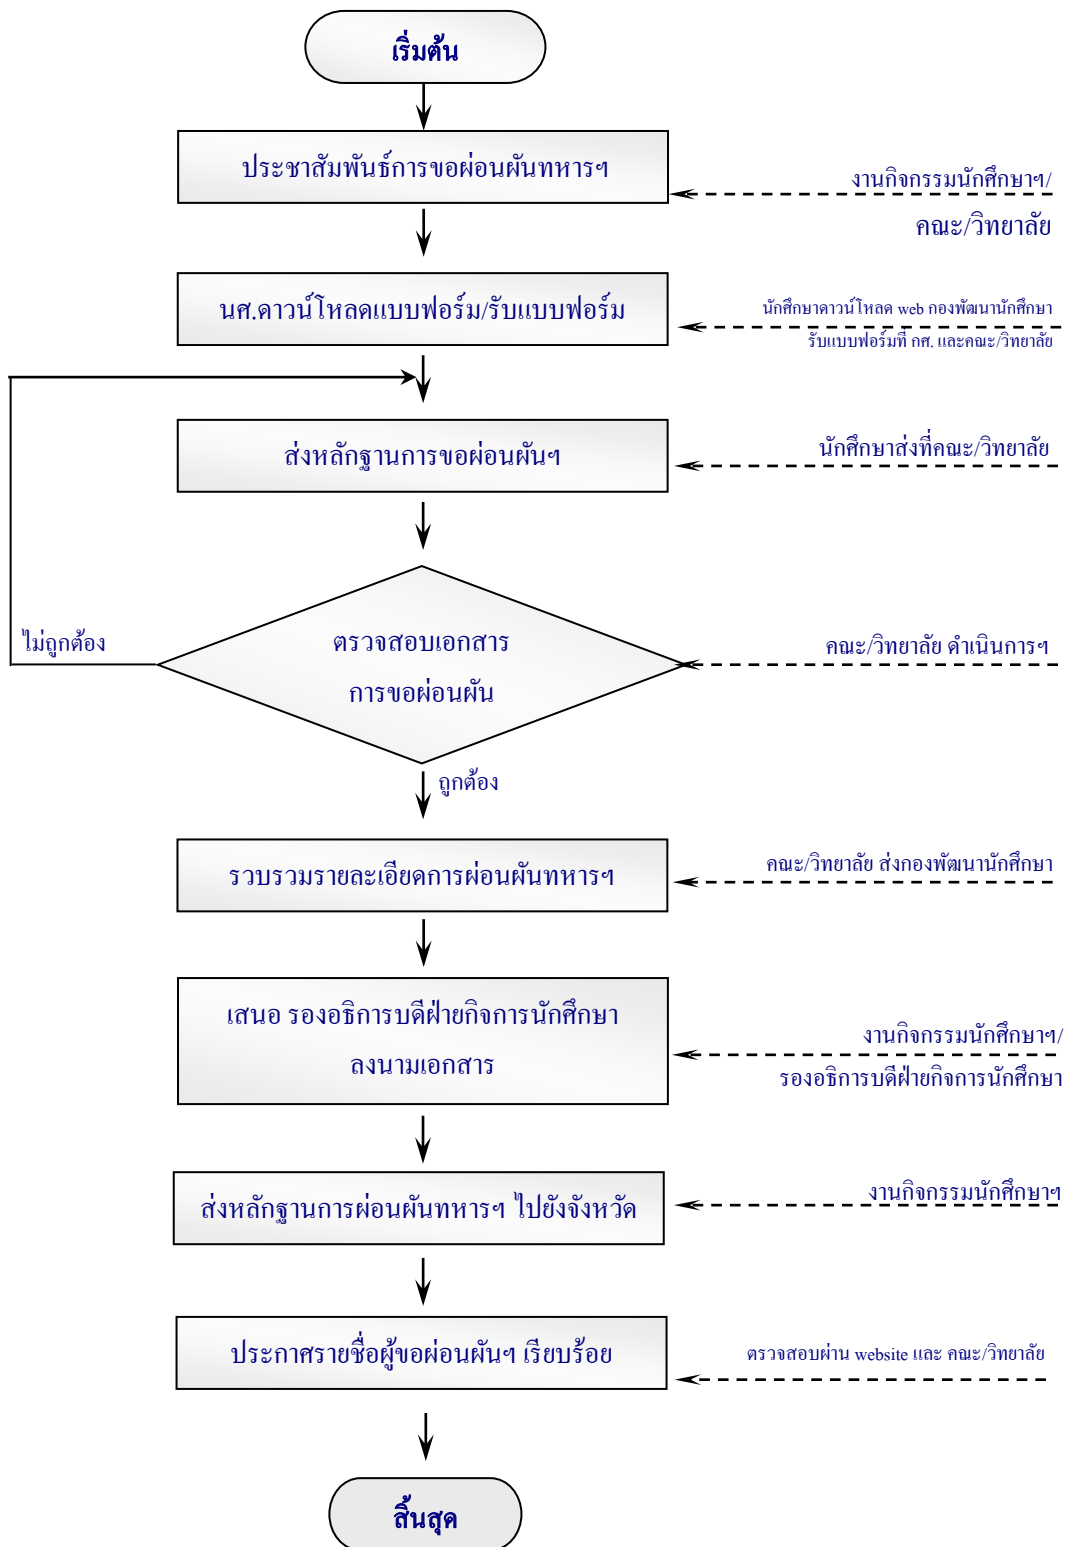 เริ่มต้น
ประชาสัมพันธ์การขอผ่อนผันทหารฯ
งานกิจกรรมนักศึกษาฯ/
คณะ/วิทยาลัย
นศ.ดาวน์โหลดแบบฟอร์ม/รับแบบฟอร์ม
นักศึกษาดาวน์โหลด web กองพัฒนานักศึกษา
รับแบบฟอร์มที่ กศ. และคณะ/วิทยาลัย
ส่งหลักฐานการขอผ่อนผันฯ
นักศึกษาส่งที่คณะ/วิทยาลัย
ไม่ถูกต้อง
ตรวจสอบเอกสาร
การขอผ่อนผัน
คณะ/วิทยาลัย ดำเนินการฯ
ถูกต้อง
รวบรวมรายละเอียดการผ่อนผันทหารฯ
คณะ/วิทยาลัย ส่งกองพัฒนานักศึกษา
เสนอ รองอธิการบดีฝ่ายกิจการนักศึกษา
ลงนามเอกสาร
งานกิจกรรมนักศึกษาฯ/
รองอธิการบดีฝ่ายกิจการนักศึกษา
ส่งหลักฐานการผ่อนผันทหารฯ ไปยังจังหวัด
งานกิจกรรมนักศึกษาฯ
ประกาศรายชื่อผู้ขอผ่อนผันฯ เรียบร้อย
ตรวจสอบผ่าน website และ คณะ/วิทยาลัย
สิ้นสุด